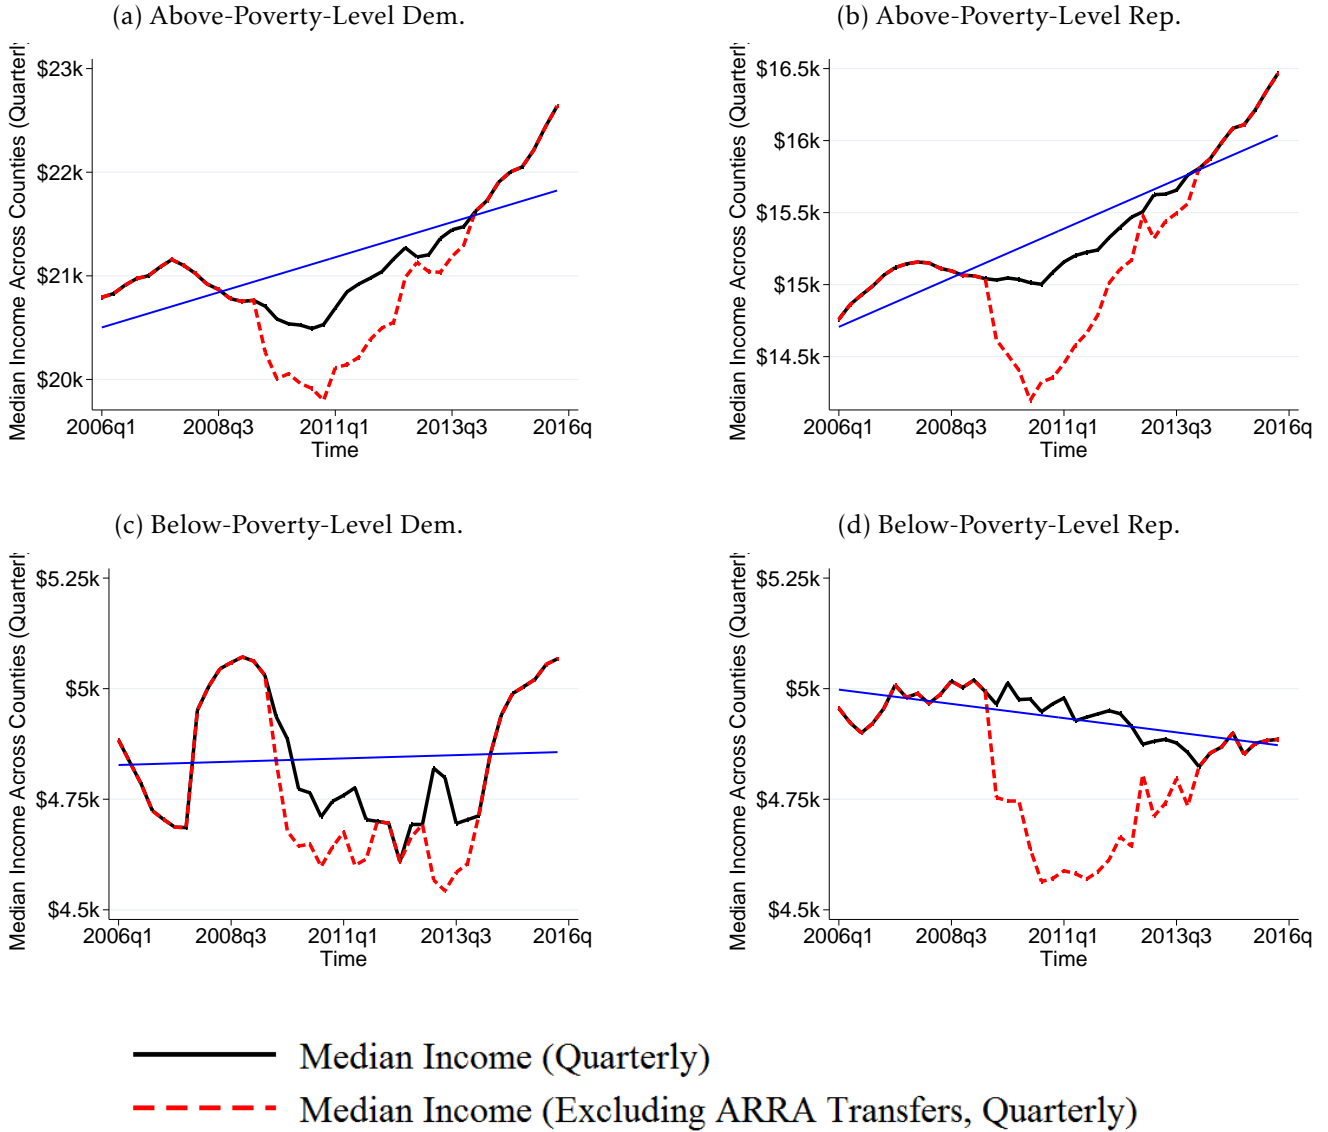 (a) Above-Poverty-Level Dem.
Median Income Across Counties (Quarterly
$23k
$22k
$21k
$20k
2006q1 2008q3 2011q1 2013q3 2016q
Time
(b) Above-Poverty-Level Rep.
Median Income Across Counties (Quarterly
$16.5k
$16k
$15.5k
$15k
$14.5k
2006q1 2008q3 2011q1 2013q3 2016q
Time
(c) Below-Poverty-Level Dem.
Median Income Across Counties (Quarterly
$5.25k
$5k
$4.75k
$4.5k
2006q1 2008q3 2011q1 2013q3 2016q
Time
(d) Below-Poverty-Level Rep.
Median Income Across Counties (Quarterly
$5.25k
$5k
$4.75k
$4.5k
2006q1 2008q3 2011q1 2013q3 2016q
Time
Median Income (Quarterly)
Median Income (Excluding ARRA Transfers, Quarterly)